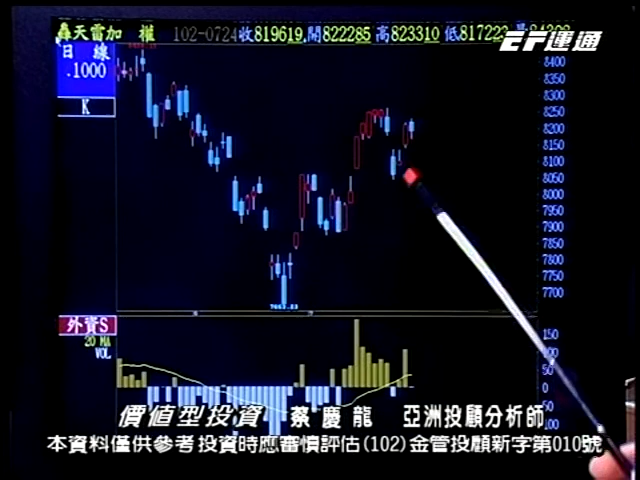 轟天雷加 權 102-0724收819619,開822285 高823310 低817223
EF運通
日 線
.1000
K
8400
8350
8300
8250
8200
8150
8100
8050
8000
7950
7900
7850
7800
7750
7700
外資S
20 MA
VOL
150
100
50
0
50
100
價值型投資 蔡慶龍 亞洲投顧分析師
本資料僅供參考投資時應審慎評估(102)金管投顧新字第010號